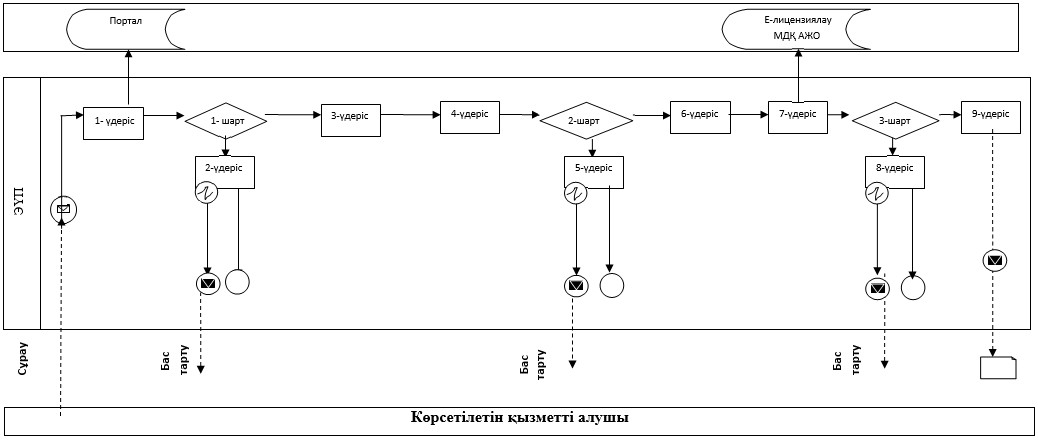 Портал
Е-лицензиялау
МДҚ АЖО
1- үдеріс
1- шарт
3-үдеріс
4-үдеріс
2-шарт
6-үдеріс
7-үдеріс
3-шарт
9-үдеріс
2-үдеріс
5-үдеріс
8-үдеріс
ЭҮП
Сұрау
Бас
тарту
Бас
тарту
Бас
тарту
Көрсетілетін қызметті алушы